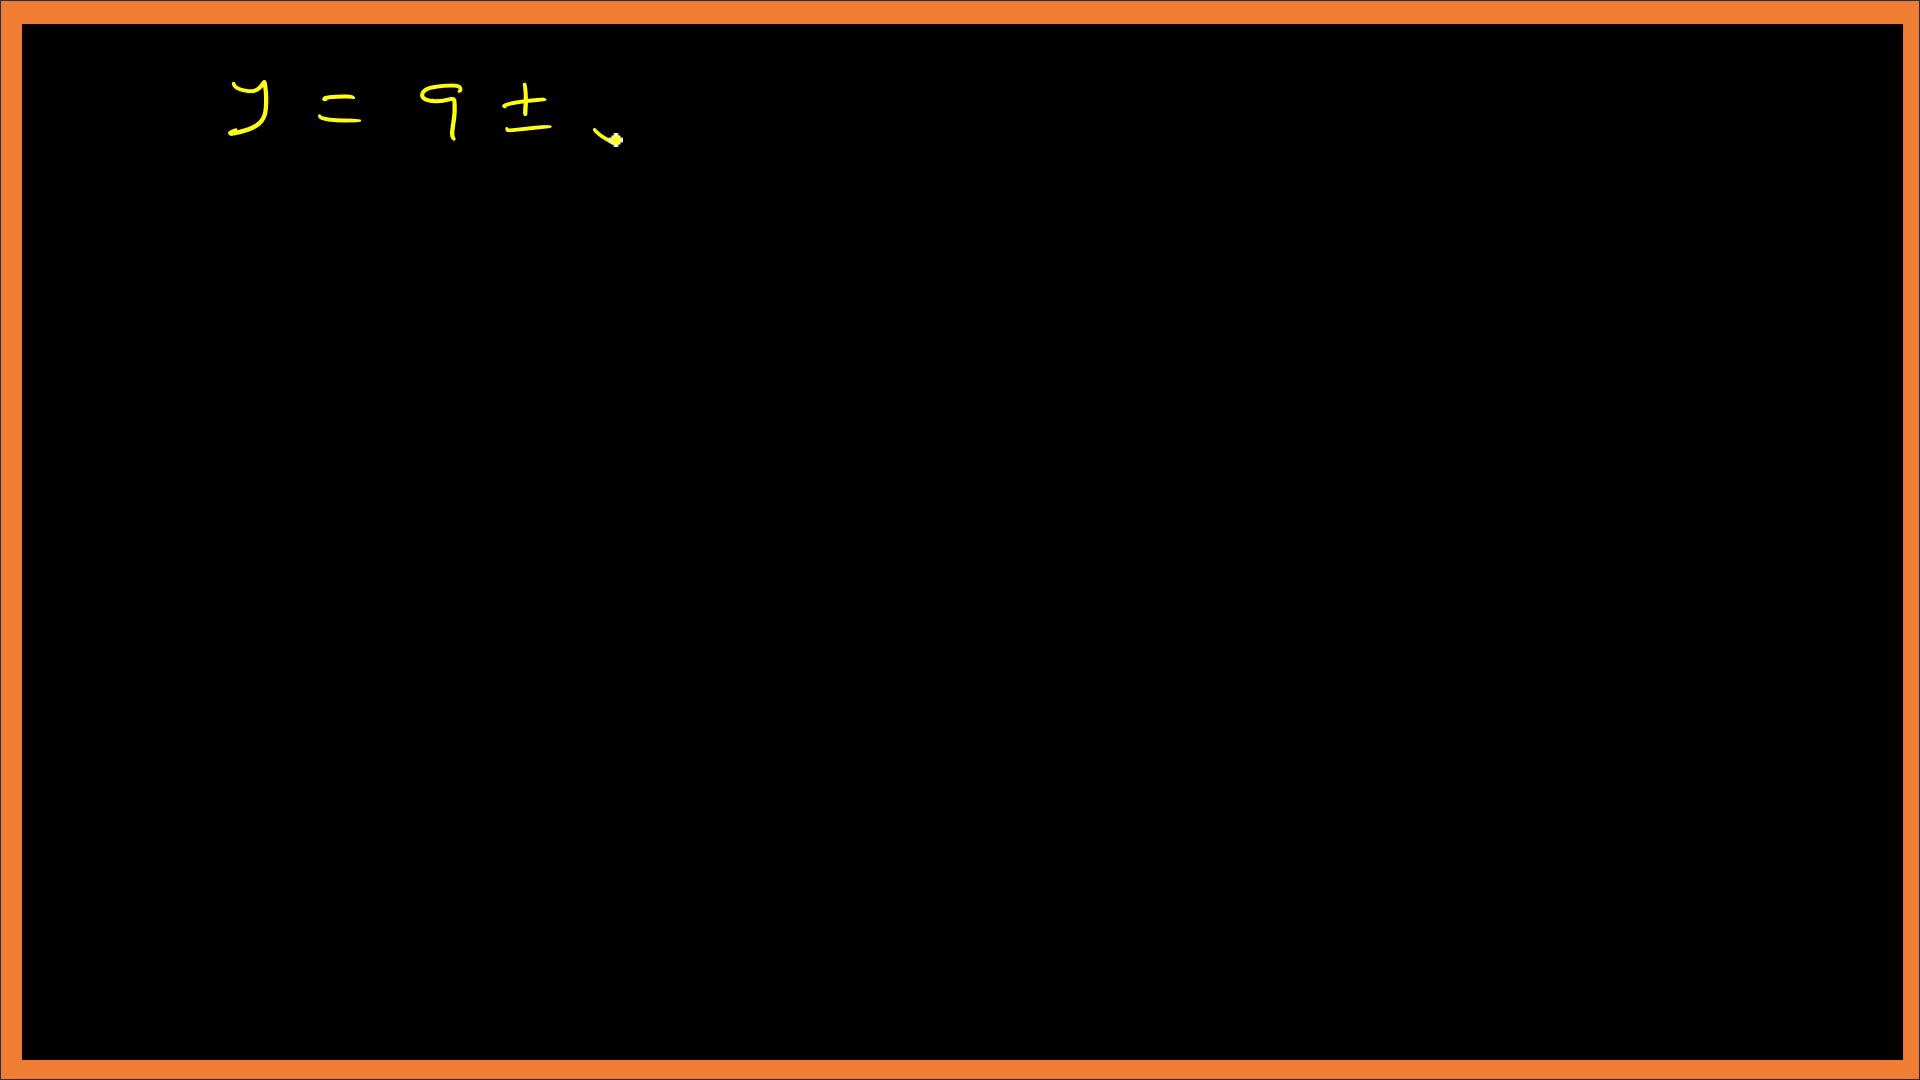 y = 9 ±